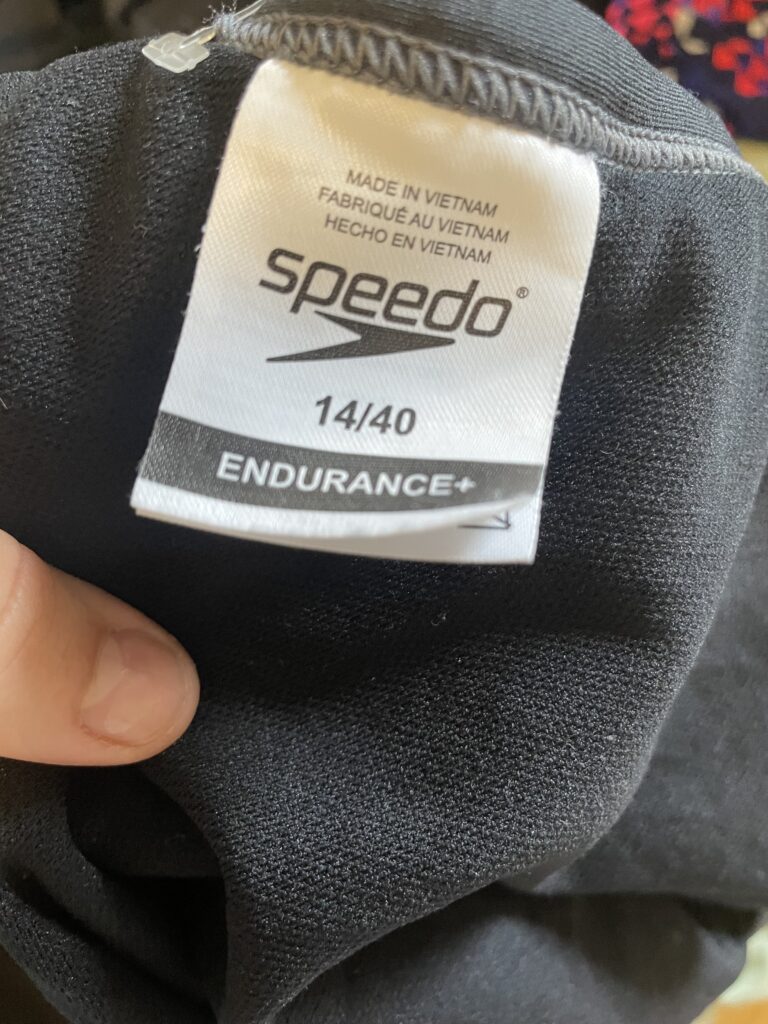 MADE IN VIETNAM
FABRIQUÉ AU VIETNAM
HECHO EN VIETNAM
speedo®
14/40
ENDURANCE+